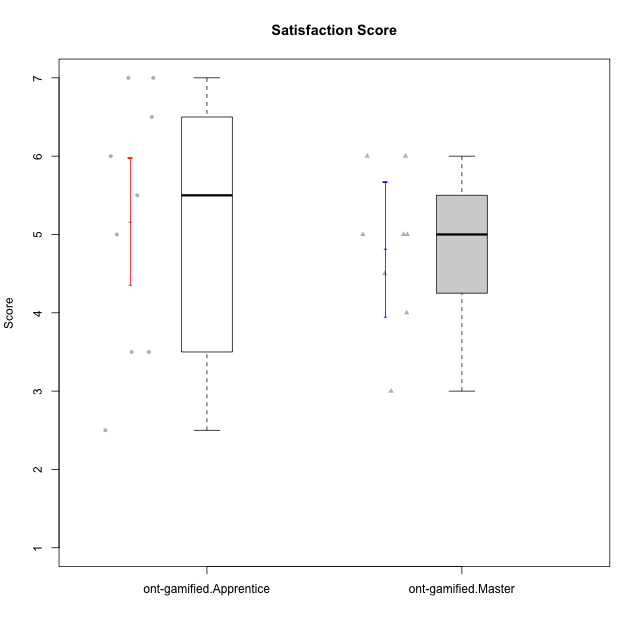 Satisfaction Score
Score
7
6
5
4
3
2
1
ont-gamified.Apprentice
ont-gamified.Master